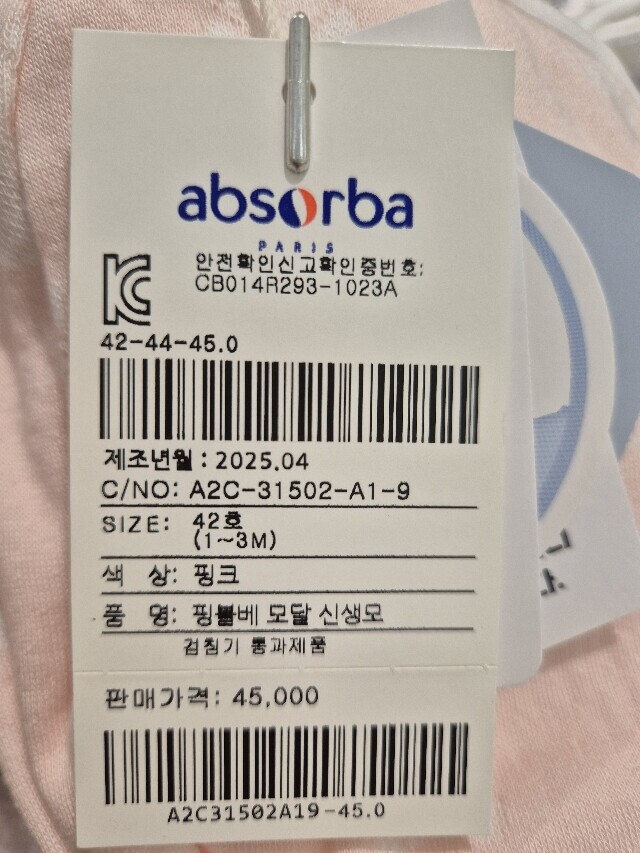 absorba
PARIS
안전확인신고확인증번호:
CB014R293-1023A
42-44-45.0
제조년월 : 2025.04
C/NO: A2C-31502-A1-9
SIZE: 42호
(1~3M)
색 상: 핑크
품 명: 핑블베 모달 신생모
검침기 통과제품
판매가격: 45,000
A2C31502A19-45.0